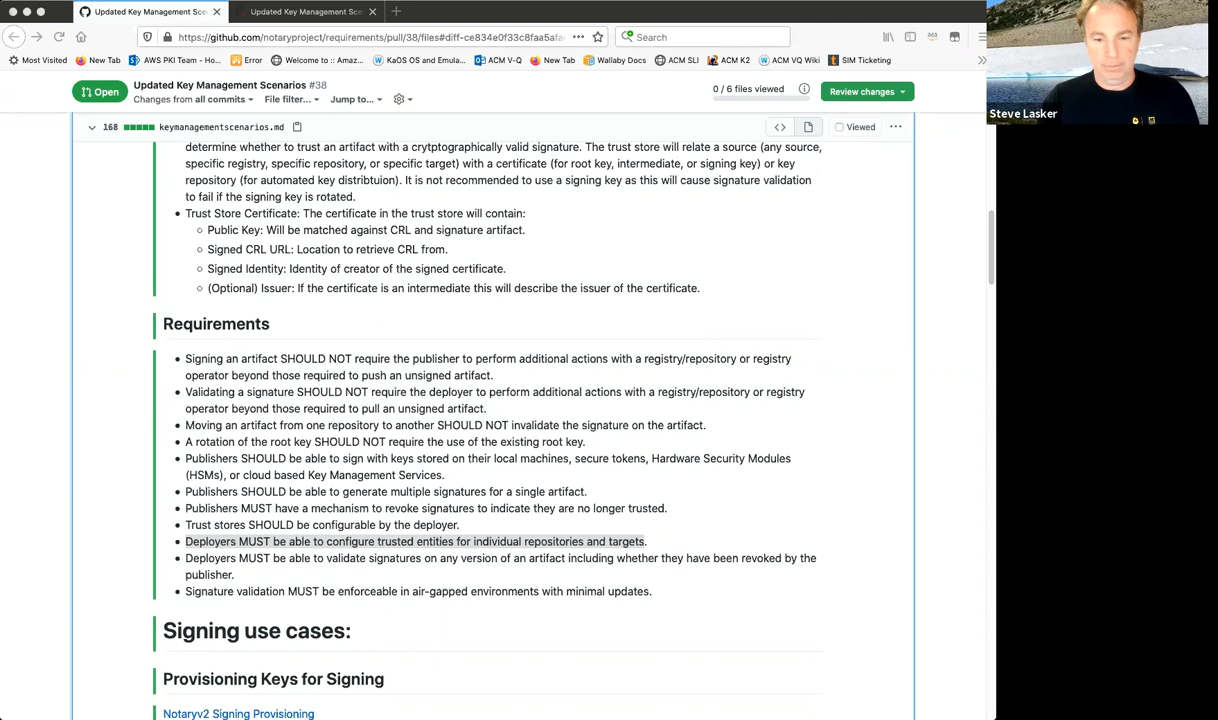 Updated Key Management Sce
Updated Key Management Sce
https://github.com/notaryproject/requirements/pull/38/files#diff-ce834e0f33c8faa5afa
Search
Most Visited
New Tab
AWS PKI Team - Ho...
Error
Welcome to :: Amaz...
KaOS OS and Emula...
ACM V-Q
New Tab
Wallaby Docs
ACM SLI
ACM K2
ACM VQ Wiki
SIM Ticketing
Open
Updated Key Management Scenarios #38
Changes from all commits
File filter...
Jump to...
0 / 6 files viewed
Review changes
168
keymanagementscenarios.md
Viewed
determine whether to trust an artifact with a crytptographically valid signature. The trust store will relate a source (any source,
specific registry, specific repository, or specific target) with a certificate (for root key, intermediate, or signing key) or key
repository (for automated key distribtuion). It is not recommended to use a signing key as this will cause signature validation
to fail if the signing key is rotated.
Trust Store Certificate: The certificate in the trust store will contain:
Public Key: Will be matched against CRL and signature artifact.
Signed CRL URL: Location to retrieve CRL from.
Signed Identity: Identity of creator of the signed certificate.
(Optional) Issuer: If the certificate is an intermediate this will describe the issuer of the certificate.
Requirements
Signing an artifact SHOULD NOT require the publisher to perform additional actions with a registry/repository or registry
operator beyond those required to push an unsigned artifact.
Validating a signature SHOULD NOT require the deployer to perform additional actions with a registry/repository or registry
operator beyond those required to pull an unsigned artifact.
Moving an artifact from one repository to another SHOULD NOT invalidate the signature on the artifact.
A rotation of the root key SHOULD NOT require the use of the existing root key.
Publishers SHOULD be able to sign with keys stored on their local machines, secure tokens, Hardware Security Modules
(HSMs), or cloud based Key Management Services.
Publishers SHOULD be able to generate multiple signatures for a single artifact.
Publishers MUST have a mechanism to revoke signatures to indicate they are no longer trusted.
Trust stores SHOULD be configurable by the deployer.
Deployers MUST be able to configure trusted entities for individual repositories and targets.
Deployers MUST be able to validate signatures on any version of an artifact including whether they have been revoked by the
publisher.
Signature validation MUST be enforceable in air-gapped environments with minimal updates.
Signing use cases:
Provisioning Keys for Signing
Notaryv2 Signing Provisioning
Steve Lasker